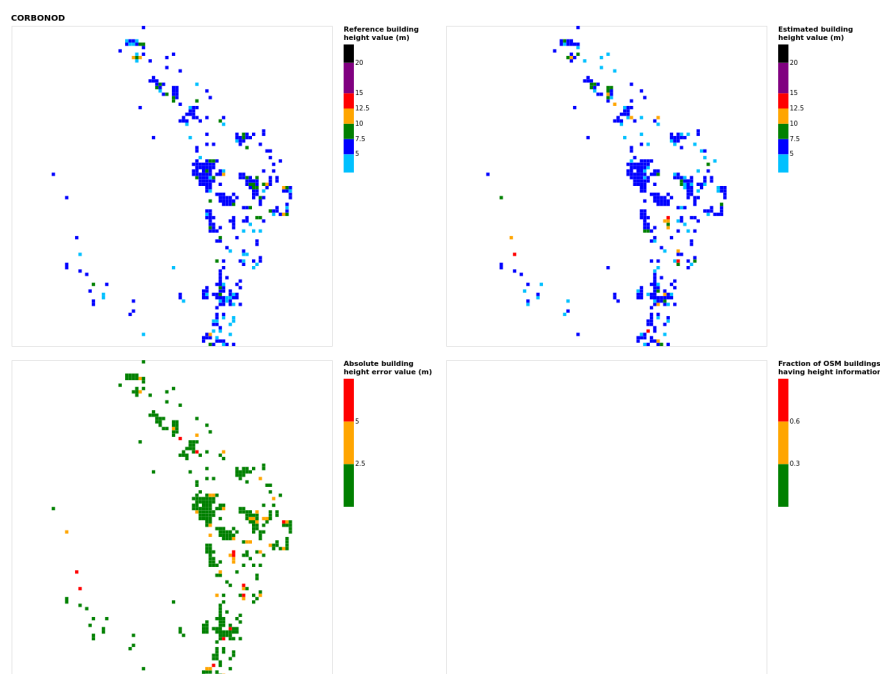 CORBONOD
Reference building
height value (m)
20
15
12.5
10
7.5
5
Estimated building
height value (m)
20
15
12.5
10
7.5
5
Absolute building
height error value (m)
5
2.5
Fraction of OSM buildings
having height information
0.6
0.3